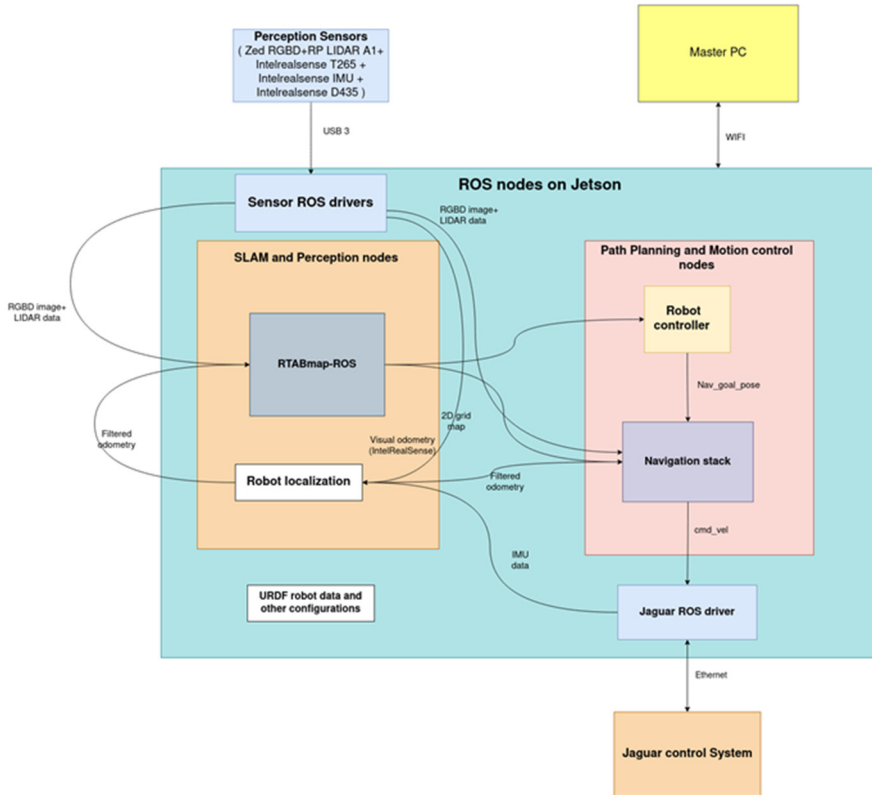 Perception Sensors
( Zed RGBD+RP LIDAR A1+
Intelrealsense T265 +
Intelrealsense IMU +
Intelrealsense D435 )
Master PC
USB 3
WIFI
ROS nodes on Jetson
Sensor ROS drivers
RGBD image+
LIDAR data
SLAM and Perception nodes
Path Planning and Motion control
nodes
RGBD image+
LIDAR data
Robot
controller
RTABmap-ROS
Nav_goal_pose
2D grid
map
Filtered
odometry
Visual odometry
(IntelRealSense)
Navigation stack
Robot localization
Filtered
odometry
cmd_vel
IMU
data
URDF robot data and
other configurations
Jaguar ROS driver
Ethernet
Jaguar control System